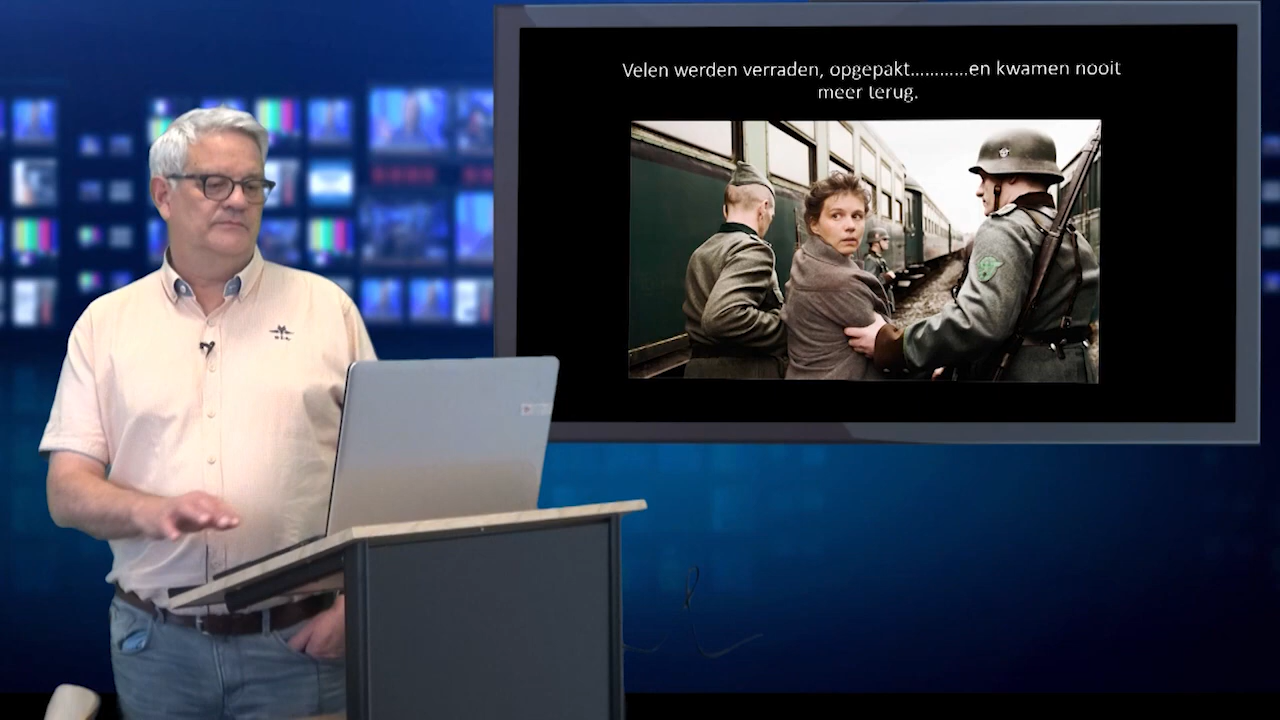 Velen werden verraden, opgepakt…………en kwamen nooit
meer terug.